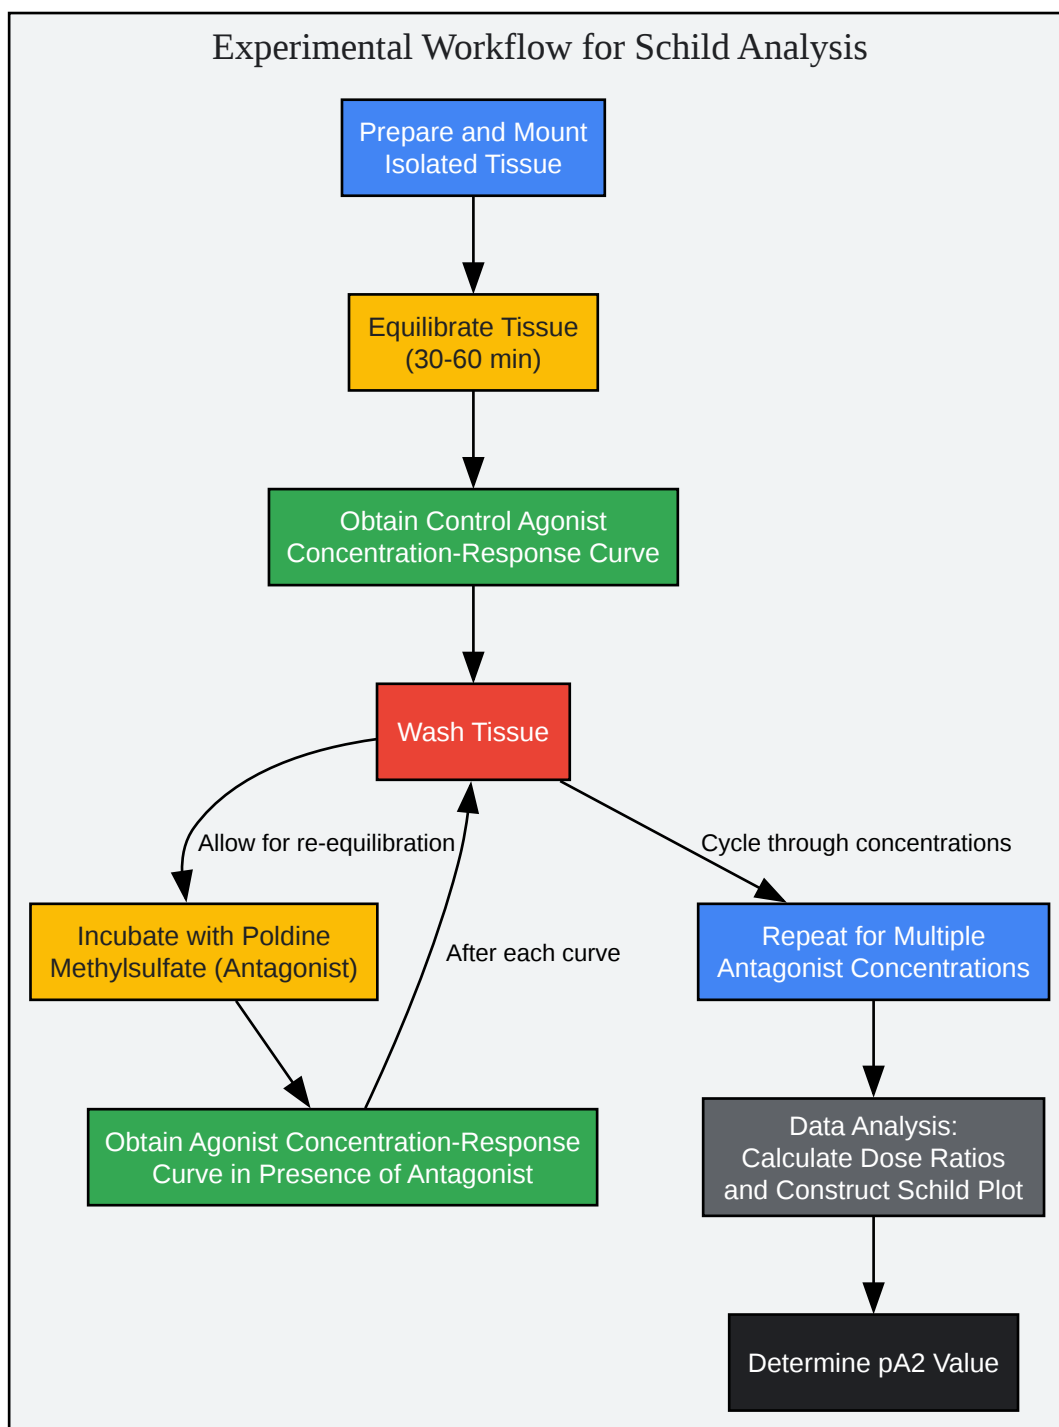 Experimental Workflow for Schild Analysis
Prepare and Mount
Isolated Tissue
Equilibrate Tissue
(30-60 min)
Obtain Control Agonist
Concentration-Response Curve
Wash Tissue
Allow for re-equilibration
Cycle through concentrations
Incubate with Poldine
Methylsulfate (Antagonist)
After each curve
Repeat for Multiple
Antagonist Concentrations
Obtain Agonist Concentration-Response
Curve in Presence of Antagonist
Data Analysis:
Calculate Dose Ratios
and Construct Schild Plot
Determine pA2 Value